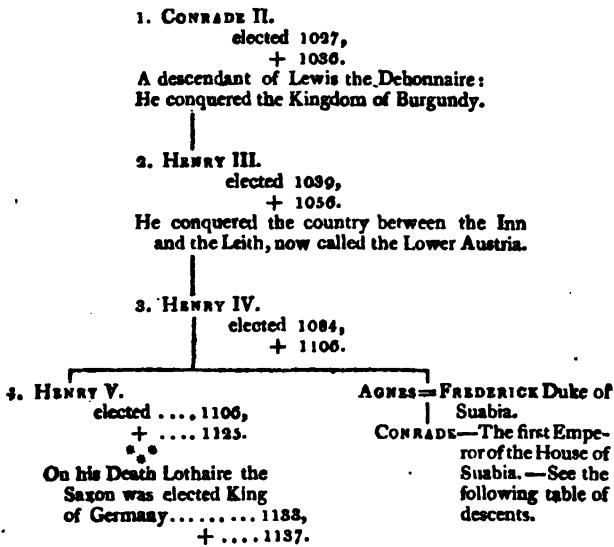 1. CONRADE II.
elected 1027,
+ 1036.
A descendant of Lewis the Debonnaire:
He conquered the Kingdom of Burgundy.
2. HENRY III.
elected 1039,
+ 1056.
He conquered the country between the Inn
and the Leith, now called the Lower Austria.
3. HENRY IV.
elected 1084,
+ 1106.
4. HENRY V.
elected .... 1106,
+ .... 1125.
***
On his Death Lothaire the
Saxon was elected King
of Germany......... 1133,
+ .... 1137.
AGNES=FREDERICK Duke of
Suabia.
CONRADE—The first Empe-
ror of the House of
Suabia.—See the
following table of
descents.